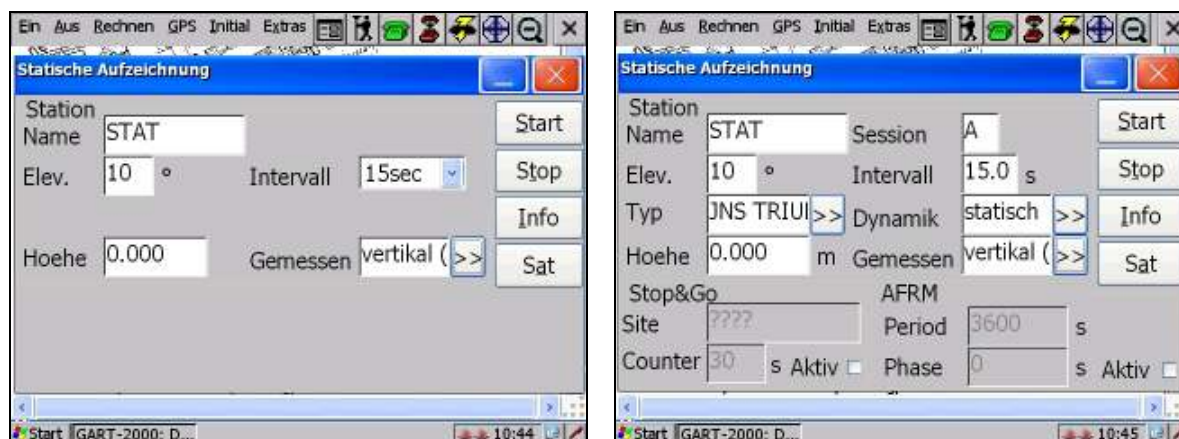 Ein Aus Rechnen GPS Initial Extras
Statische Aufzeichnung
Station
Name STAT
Start
Elev. 10 ° Intervall 15sec
Stop
Info
Hoehe 0.000 Gemessen vertikal ( >>
Sat
Start GART-2000: D... 10:44
Ein Aus Rechnen GPS Initial Extras
Statische Aufzeichnung
Station
Name STAT Session A
Start
Elev. 10 ° Intervall 15.0 s
Stop
Typ JNS TRIU >> Dynamik statisch >>
Info
Hoehe 0.000 m Gemessen vertikal ( >>
Sat
Stop&Go AFRM
Site ???? Period 3600 s
Counter 30 s Aktiv Phase 0 s Aktiv
Start GART-2000: D... 10:45